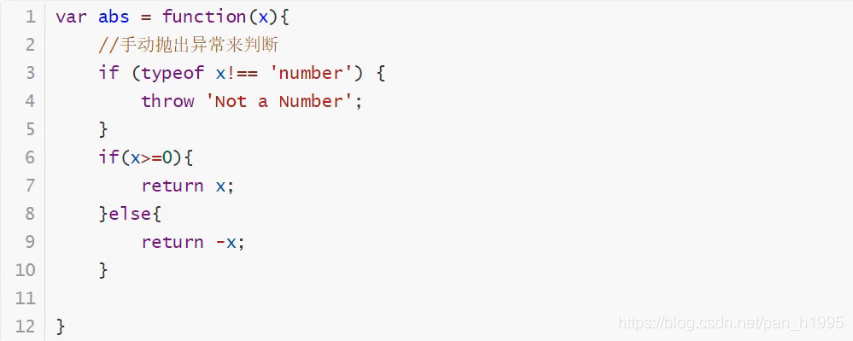 1 var abs = function(x){
2 //手动抛出异常来判断
3 if (typeof x!== 'number') {
4 throw 'Not a Number';
5 }
6 if(x>=0){
7 return x;
8 }else{
9 return -x;
10 }
11
12 }
https://blog.csdn.net/pan_h1995